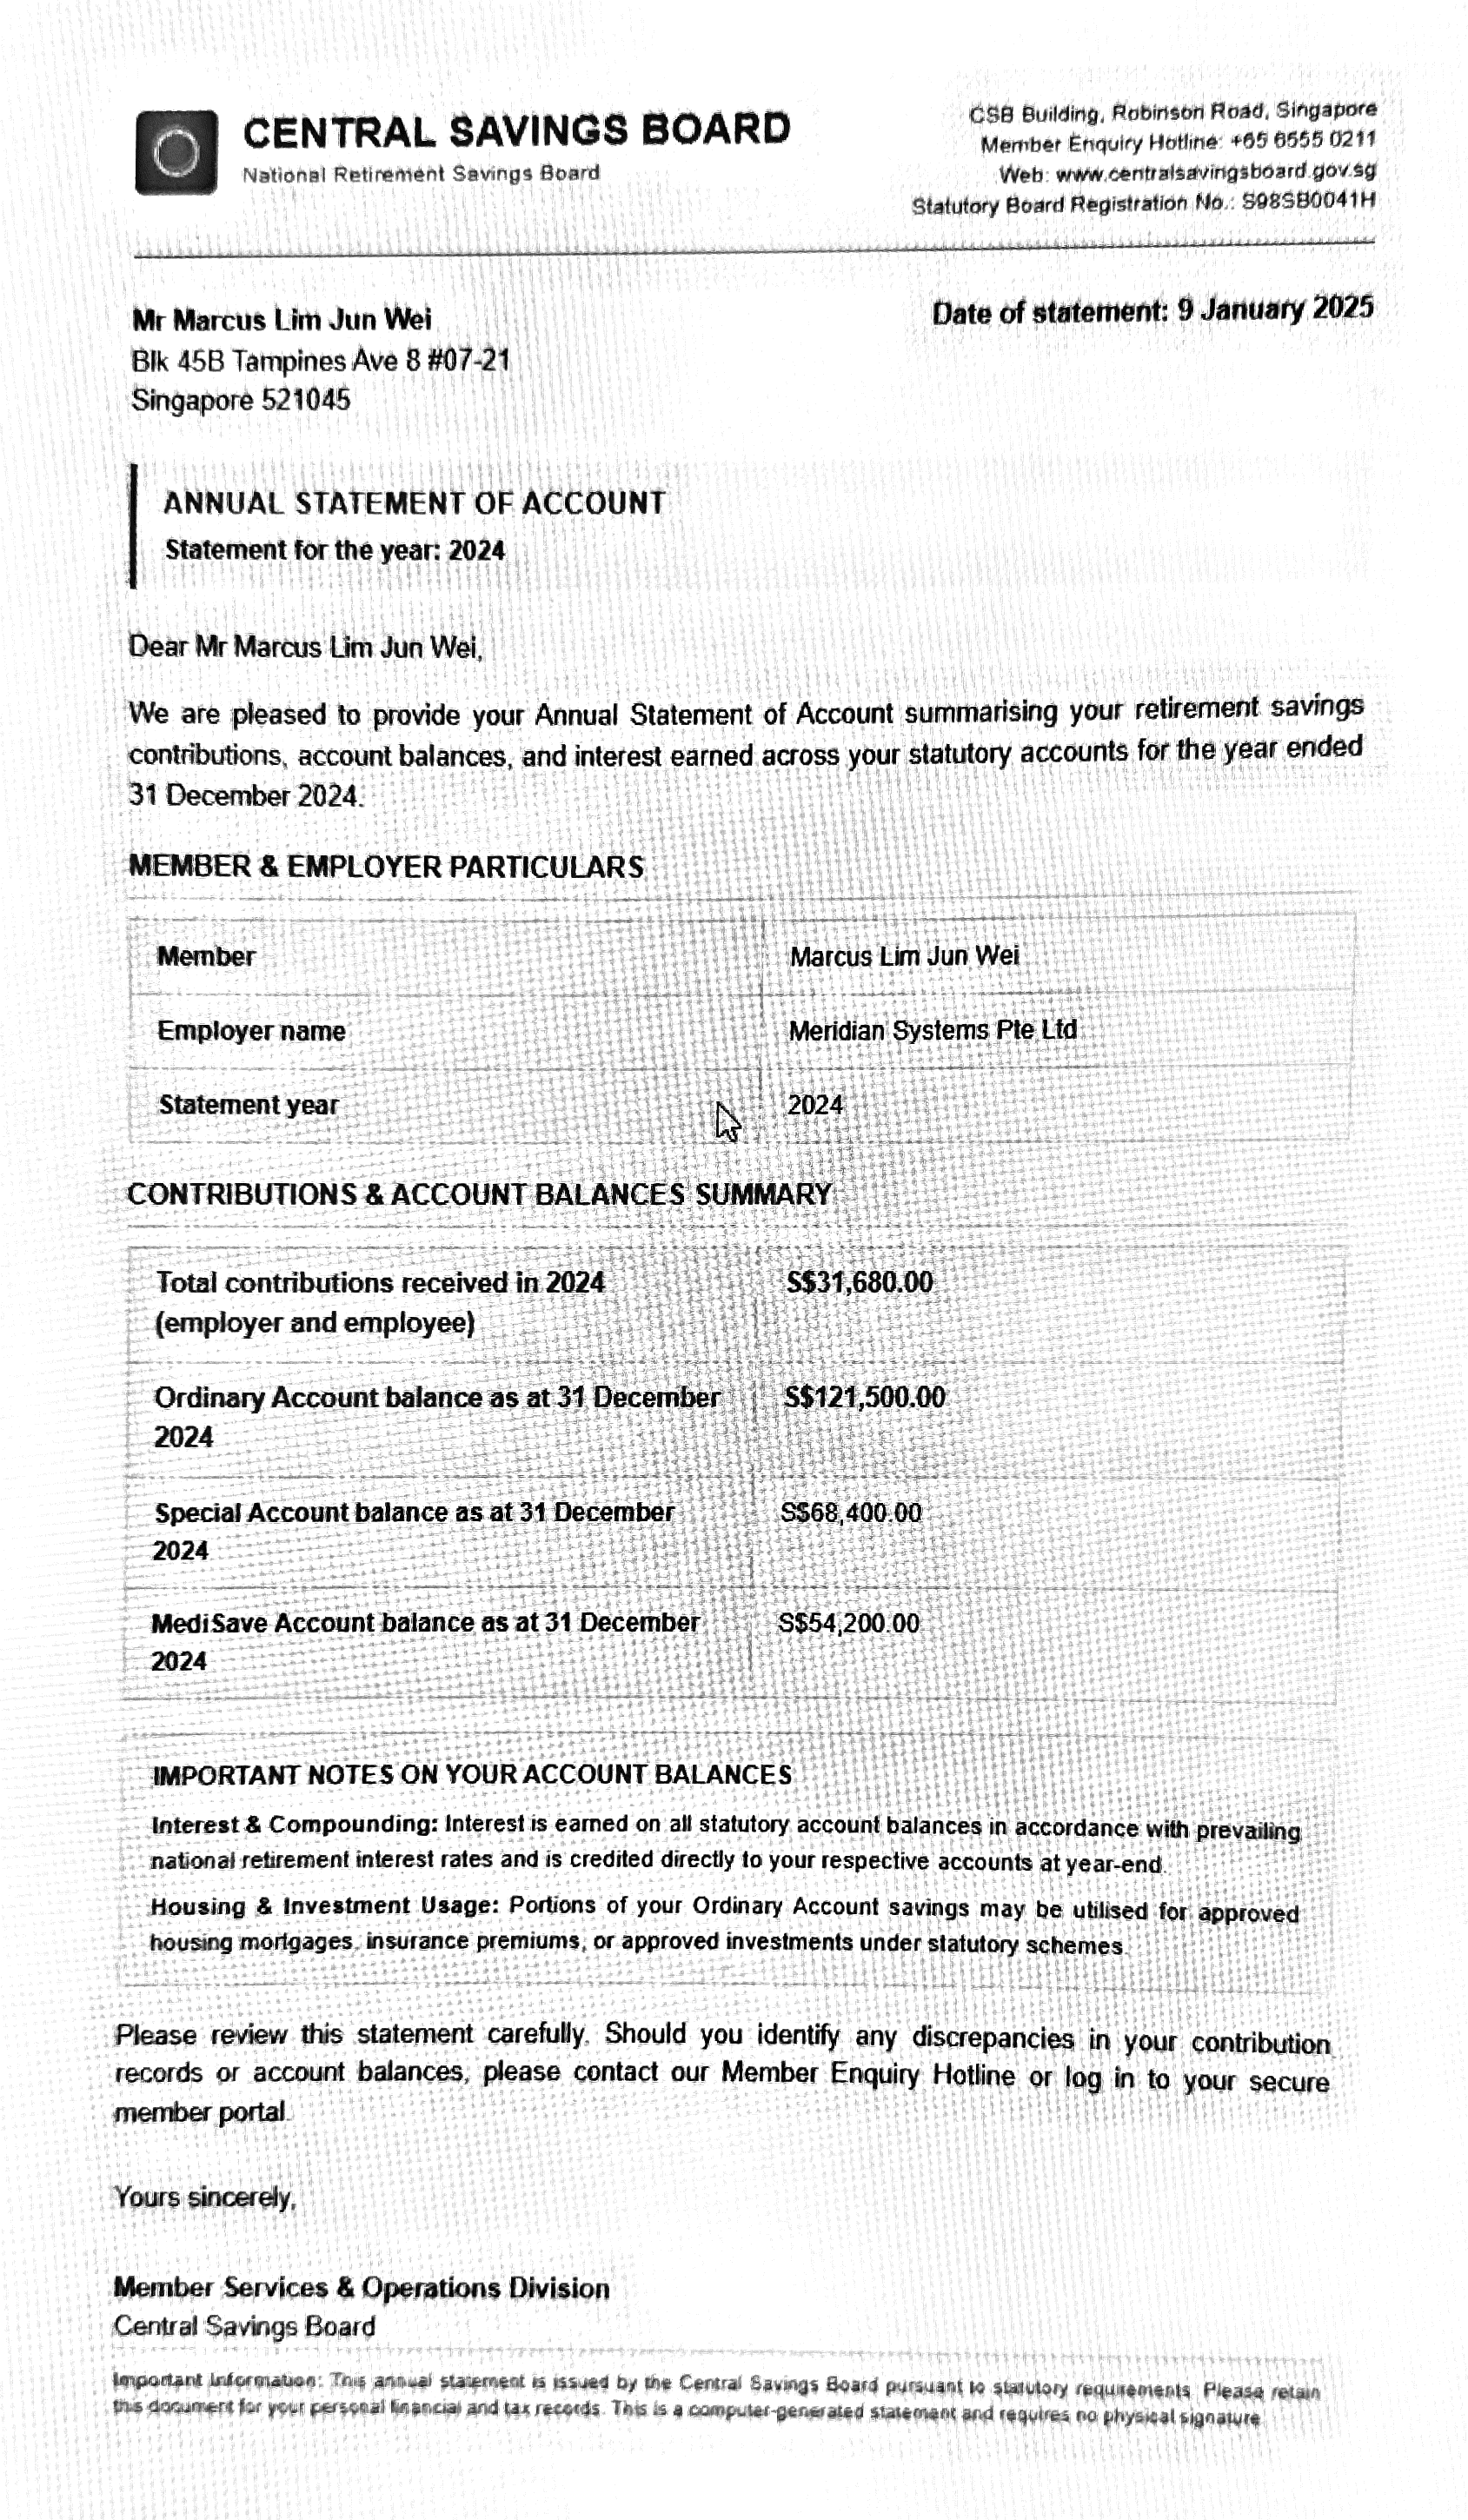 CENTRAL SAVINGS BOARD
National Retirement Savings Board
CSB Building, Robinson Road, Singapore
Member Enquiry Hotline: +65 6555 0211
Web: www.centralsavingsboard.gov.sg
Statutory Board Registration No.: S98SB0041H
Mr Marcus Lim Jun Wei
Blk 45B Tampines Ave 8 #07-21
Singapore 521045
Date of statement: 9 January 2025
ANNUAL STATEMENT OF ACCOUNT
Statement for the year: 2024
Dear Mr Marcus Lim Jun Wei,
We are pleased to provide your Annual Statement of Account summarising your retirement savings
contributions, account balances, and interest earned across your statutory accounts for the year ended
31 December 2024.
MEMBER & EMPLOYER PARTICULARS
Member Marcus Lim Jun Wei
Employer name Meridian Systems Pte Ltd
Statement year 2024
CONTRIBUTIONS & ACCOUNT BALANCES SUMMARY
Total contributions received in 2024 S$31,680.00
(employer and employee)
Ordinary Account balance as at 31 December S$121,500.00
2024
Special Account balance as at 31 December S$68,400.00
2024
MediSave Account balance as at 31 December S$54,200.00
2024
IMPORTANT NOTES ON YOUR ACCOUNT BALANCES
Interest & Compounding: Interest is earned on all statutory account balances in accordance with prevailing
national retirement interest rates and is credited directly to your respective accounts at year-end.
Housing & Investment Usage: Portions of your Ordinary Account savings may be utilised for approved
housing mortgages, insurance premiums, or approved investments under statutory schemes.
Please review this statement carefully. Should you identify any discrepancies in your contribution
records or account balances, please contact our Member Enquiry Hotline or log in to your secure
member portal.
Yours sincerely,
Member Services & Operations Division
Central Savings Board
Important Information: This annual statement is issued by the Central Savings Board pursuant to statutory requirements. Please retain
this document for your personal financial and tax records. This is a computer-generated statement and requires no physical signature.